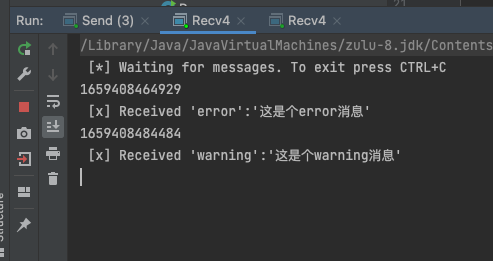 Run:
Send (3)
Recv4
Recv4
/Library/Java/JavaVirtualMachines/zulu-8.jdk/Contents
[*] Waiting for messages. To exit press CTRL+C
1659408464929
[x] Received 'error':'这是个error消息'
1659408484484
[x] Received 'warning':'这是个warning消息'
Structure